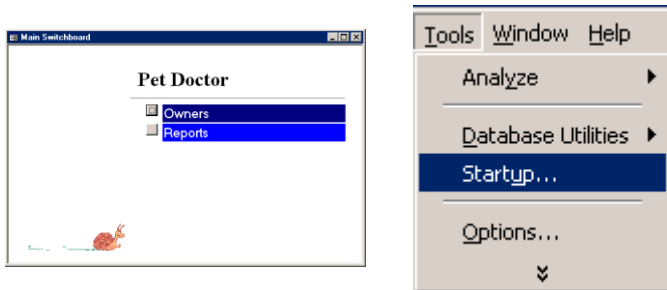 Main Switchboard
Pet Doctor
Owners
Reports
Tools Window Help
Analyze
Database Utilities
Startup...
Options...